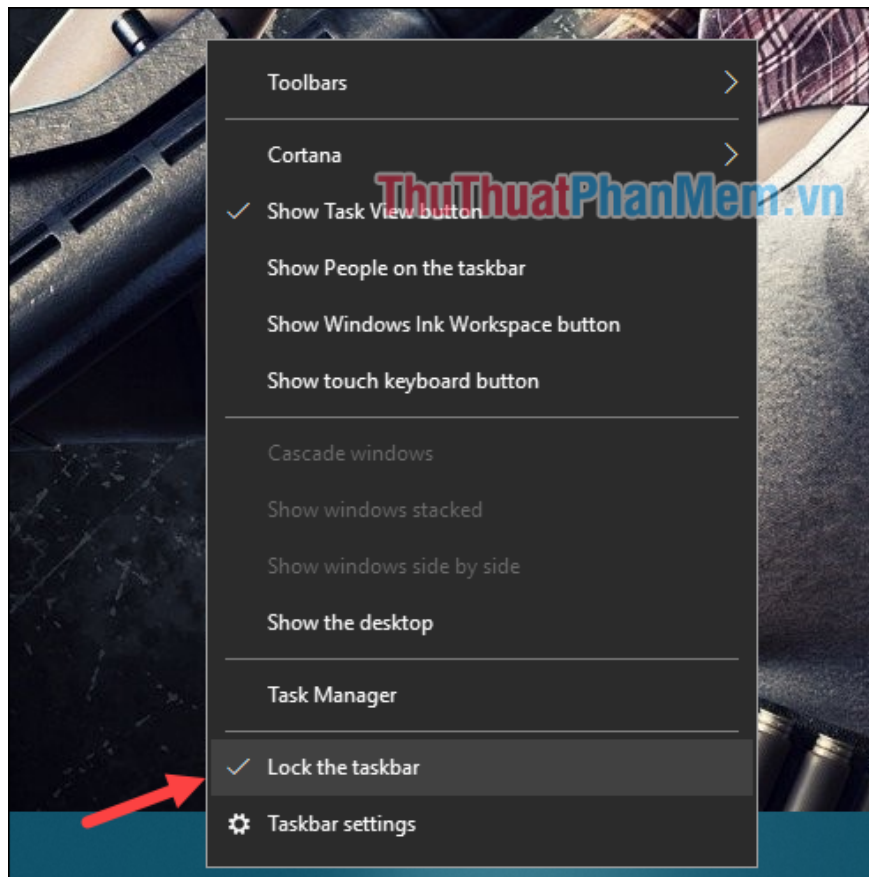 Toolbars
Cortana
ThuThuatPhanMem.vn
Show Task View button
Show People on the taskbar
Show Windows Ink Workspace button
Show touch keyboard button
Cascade windows
Show windows stacked
Show windows side by side
Show the desktop
Task Manager
Lock the taskbar
Taskbar settings